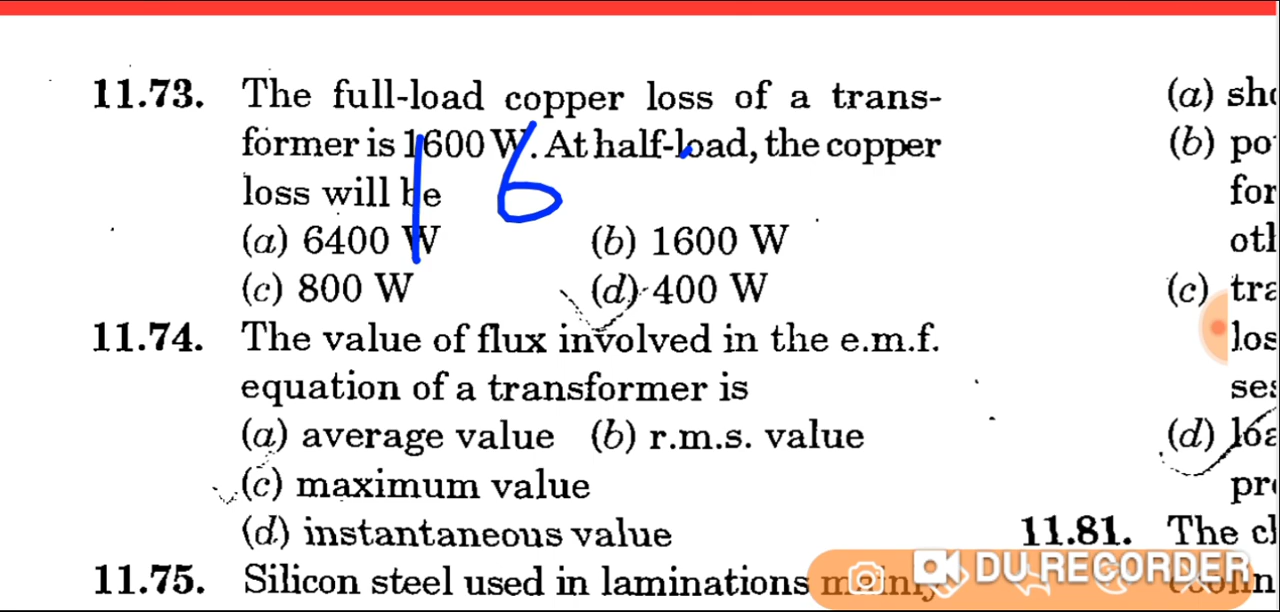 11.73. The full-load copper loss of a trans-
former is 1600 W. At half-load, the copper
loss will be
(a) 6400 W (b) 1600 W
(c) 800 W (d) 400 W
11.74. The value of flux involved in the e.m.f.
equation of a transformer is
(a) average value (b) r.m.s. value
(c) maximum value
(d) instantaneous value
11.75. Silicon steel used in laminations mainly
16
(a)
(b)
for
(c)
(d)
11.81. The
DU RECORDER